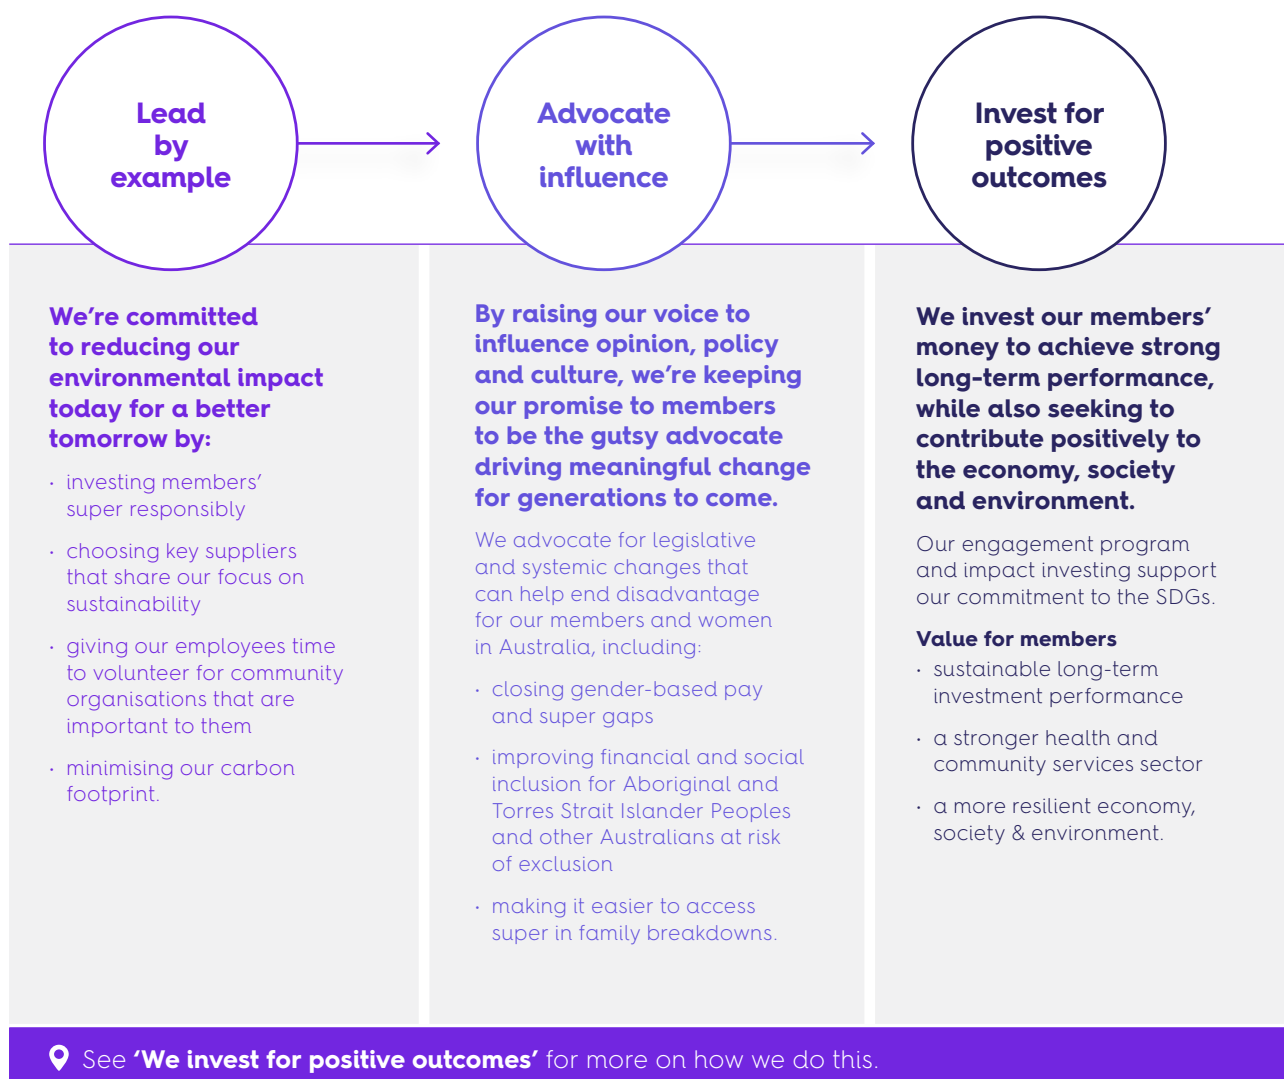 Lead
by
example
Advocate
with
influence
Invest for
positive
outcomes
We're committed
to reducing our
environmental impact
today for a better
tomorrow by:
· investing members'
super responsibly
· choosing key suppliers
that share our focus on
sustainability
· giving our employees time
to volunteer for community
organisations that are
important to them
· minimising our carbon
footprint.
By raising our voice to
influence opinion, policy
and culture, we're keeping
our promise to members
to be the gutsy advocate
driving meaningful change
for generations to come.
We advocate for legislative
and systemic changes that
can help end disadvantage
for our members and women
in Australia, including:
· closing gender-based pay
and super gaps
· improving financial and social
inclusion for Aboriginal and
Torres Strait Islander Peoples
and other Australians at risk
of exclusion
· making it easier to access
super in family breakdowns.
We invest our members'
money to achieve strong
long-term performance,
while also seeking to
contribute positively to
the economy, society
and environment.
Our engagement program
and impact investing support
our commitment to the SDGs.
Value for members
· sustainable long-term
investment performance
· a stronger health and
community services sector
· a more resilient economy,
society & environment.
See 'We invest for positive outcomes' for more on how we do this.